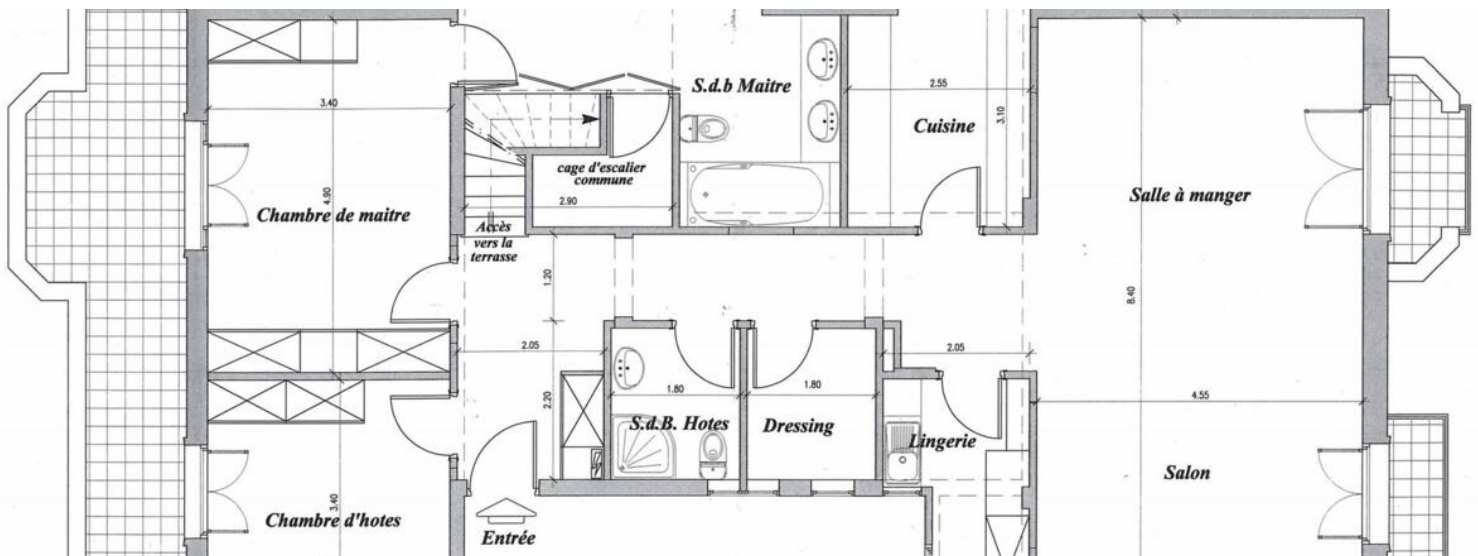 4.90
S.d.b Maitre
2.55
3.10
Cuisine
3.40
cage d'escalier
commune
Salle à manger
4.90
Chambre de maitre
2.90
Accès
vers la
terrasse
1.20
8.40
2.05
2.05
1.80
1.80
4.55
2.20
S.d.B. Hotes
Dressing
Lingerie
Salon
3.40
Chambre d'hotes
Entrée